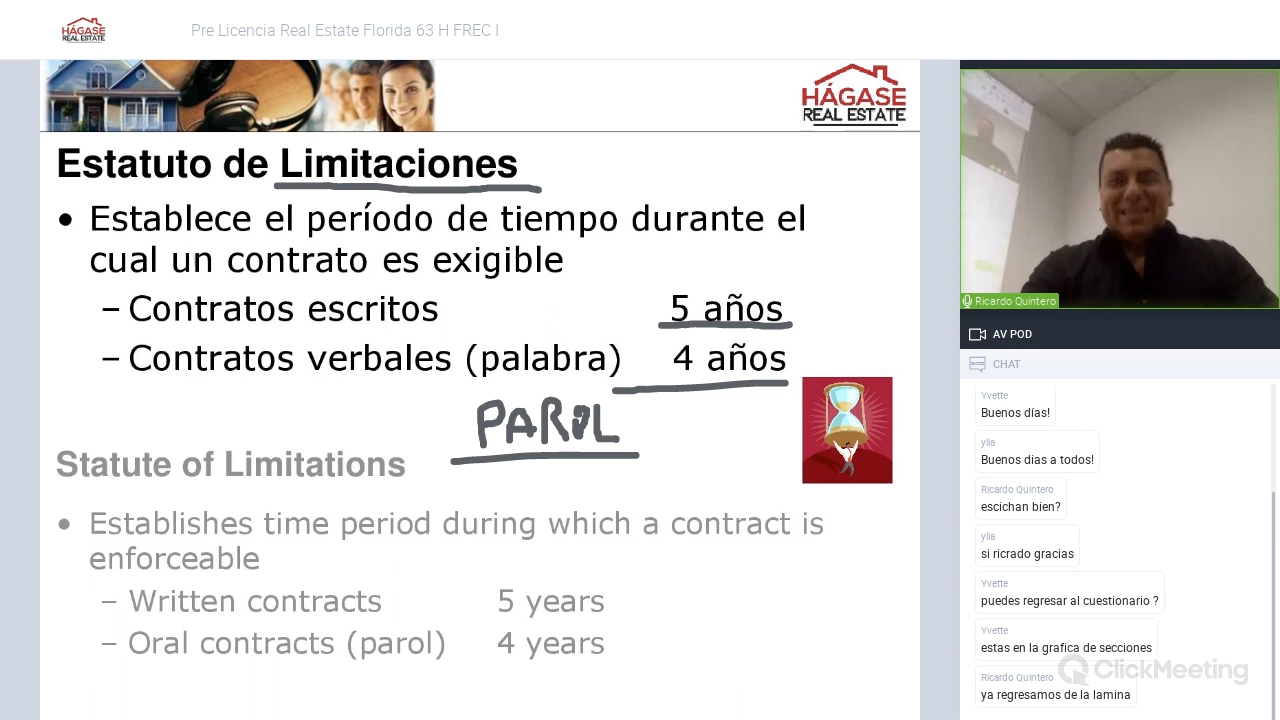 HÁGASE
REAL ESTATE
Pre Licencia Real Estate Florida 63 H FREC I
HÁGASE
REAL ESTATE
Estatuto de Limitaciones
• Establece el período de tiempo durante el
cual un contrato es exigible
– Contratos escritos 5 años
– Contratos verbales (palabra) 4 años
PAROL
Statute of Limitations
• Establishes time period during which a contract is
enforceable
– Written contracts 5 years
– Oral contracts (parol) 4 years
Ricardo Quintero
AV POD
CHAT
Yvette
Buenos días!
ylia
Buenos dias a todos!
Ricardo Quintero
escichan bien?
ylia
si ricrado gracias
Yvette
puedes regresar al cuestionario ?
Yvette
estas en la grafica de secciones
Ricardo Quintero
ya regresamos de la lamina
ClickMeeting